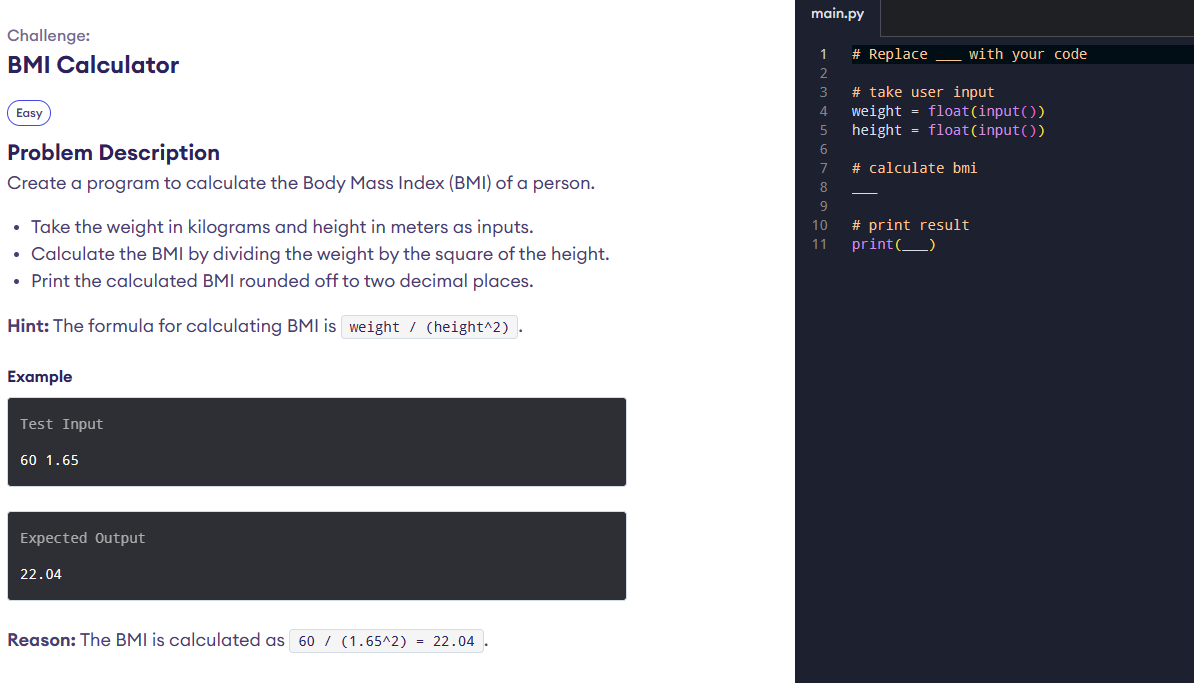 Challenge:
BMI Calculator
Easy
Problem Description
Create a program to calculate the Body Mass Index (BMI) of a person.
• Take the weight in kilograms and height in meters as inputs.
• Calculate the BMI by dividing the weight by the square of the height.
• Print the calculated BMI rounded off to two decimal places.
Hint: The formula for calculating BMI is weight / (height^2).
Example
Test Input
60 1.65
Expected Output
22.04
Reason: The BMI is calculated as 60 / (1.65^2) = 22.04.
main.py
1 # Replace ___ with your code
2
3 # take user input
4 weight = float(input())
5 height = float(input())
6
7 # calculate bmi
8 ___
9
10 # print result
11 print(___)